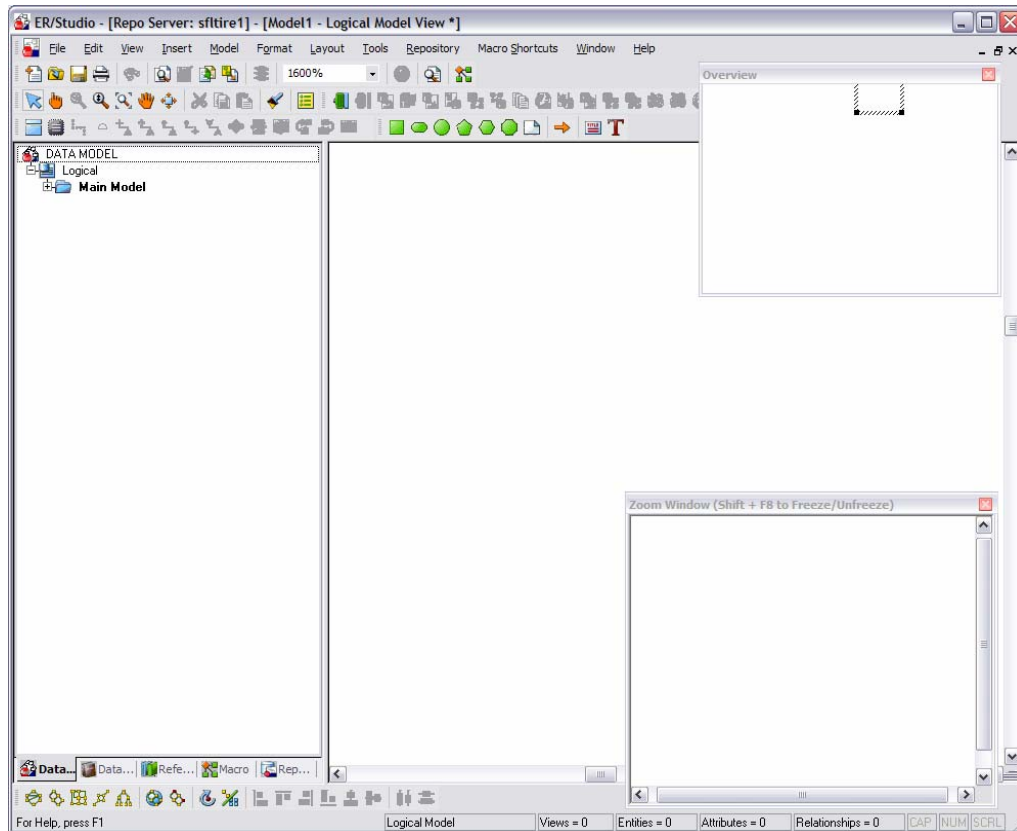 ER/Studio - [Repo Server: sfltire1] - [Model1 - Logical Model View *]
File Edit View Insert Model Format Layout Tools Repository Macro Shortcuts Window Help
1600%
Overview
T
DATA MODEL
Logical
Main Model
Zoom Window (Shift + F8 to Freeze/Unfreeze)
Data... Data... Refe... Macro Rep...
For Help, press F1 Logical Model Views = 0 Entities = 0 Attributes = 0 Relationships = 0 CAP NUM SCRL